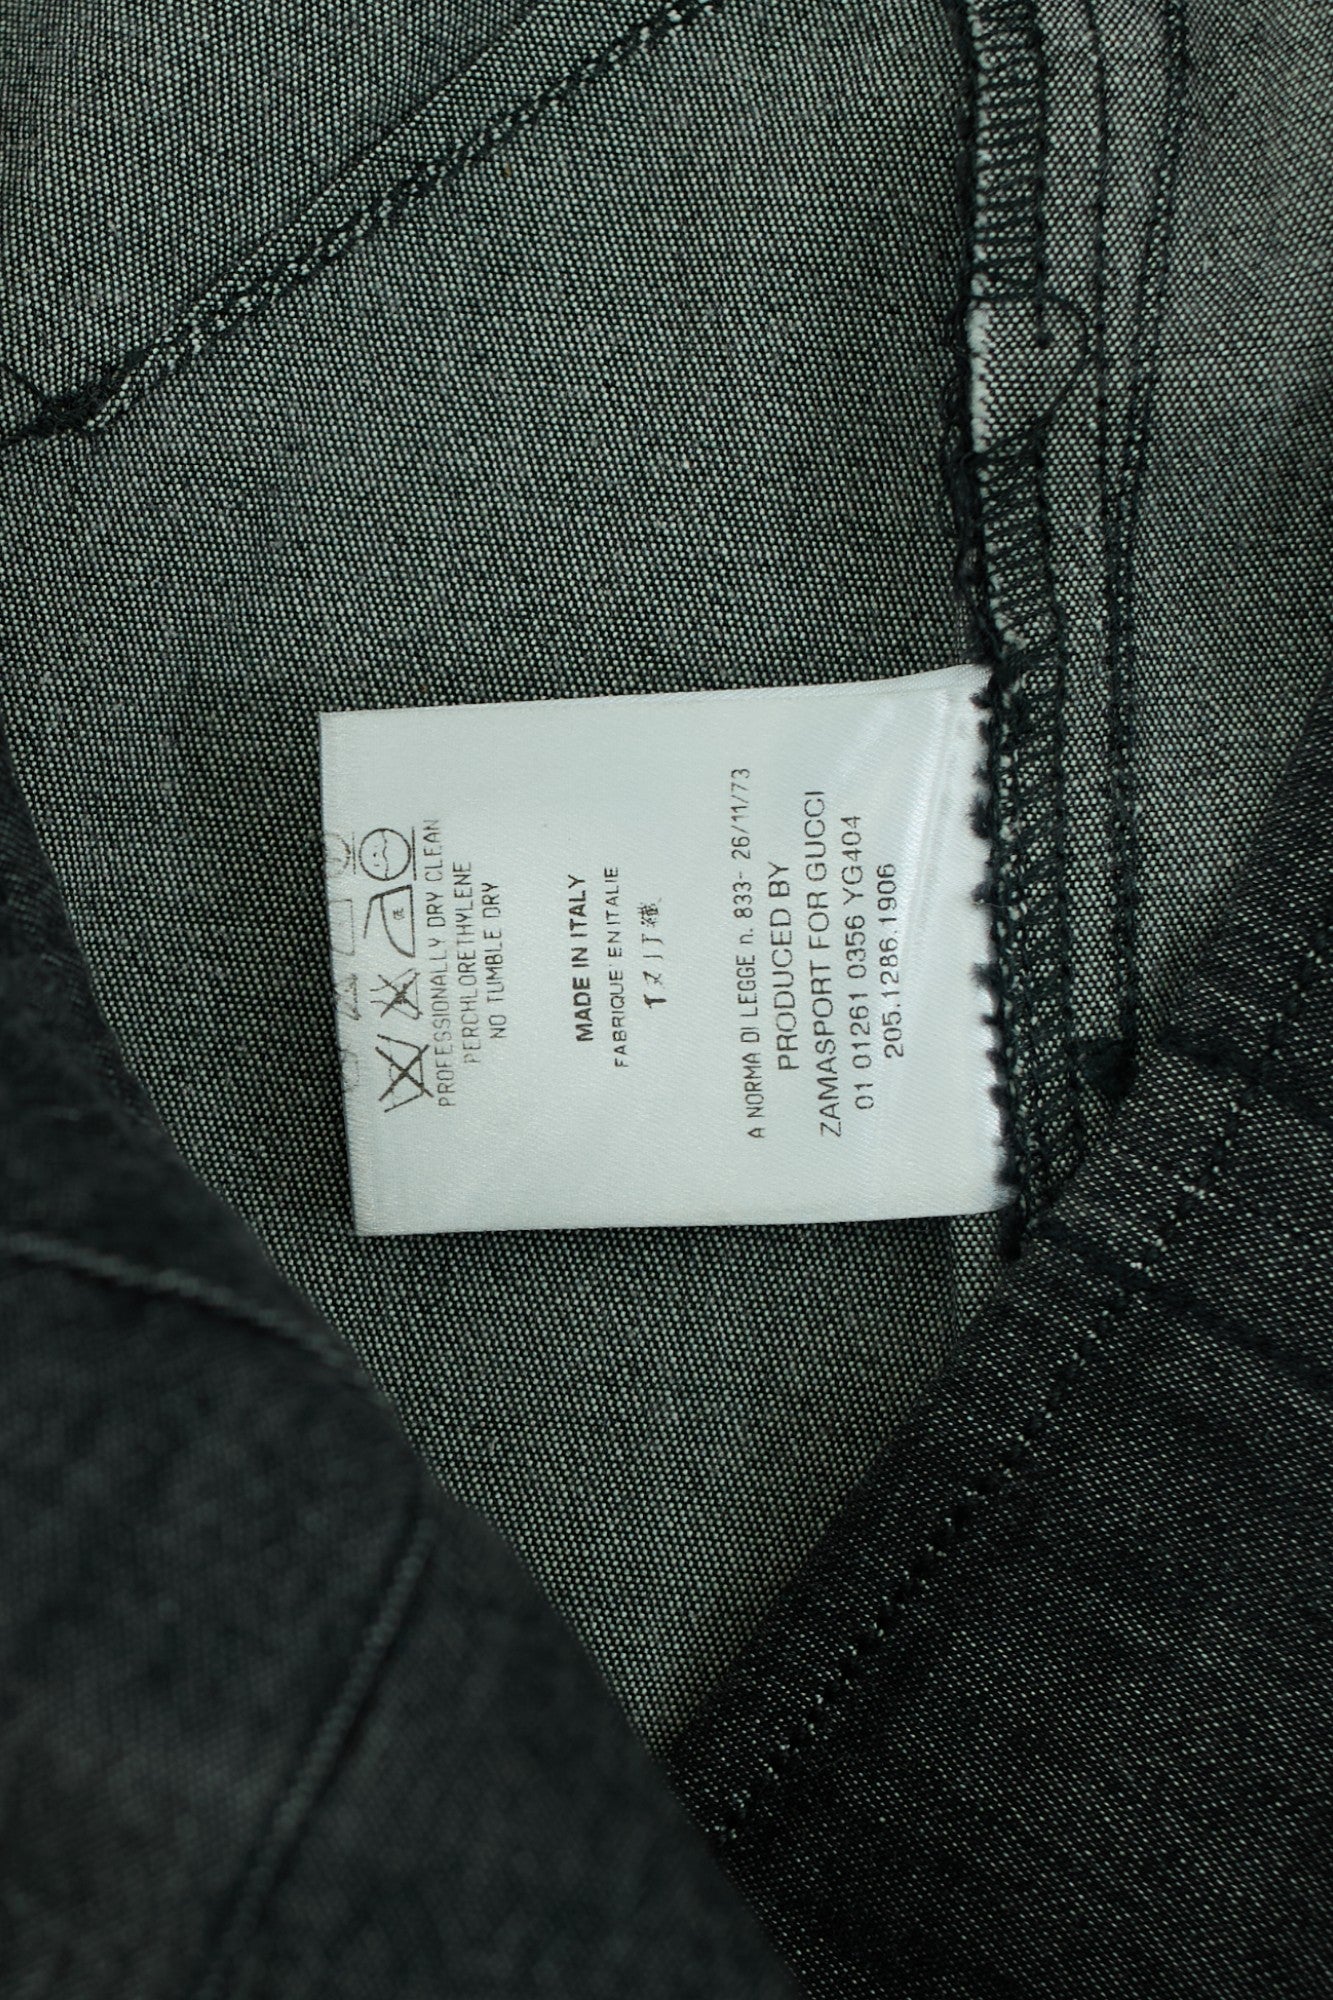 PROFESSIONALLY DRY CLEAN
PERCHLORETHYLENE
NO TUMBLE DRY
MADE IN ITALY
FABRIQUE EN ITALIE
A NORMA DI LEGGE n. 833- 26/11/73
PRODUCED BY
ZAMASPORT FOR GUCCI
01 01261 0356 YG404
205.1286.1906